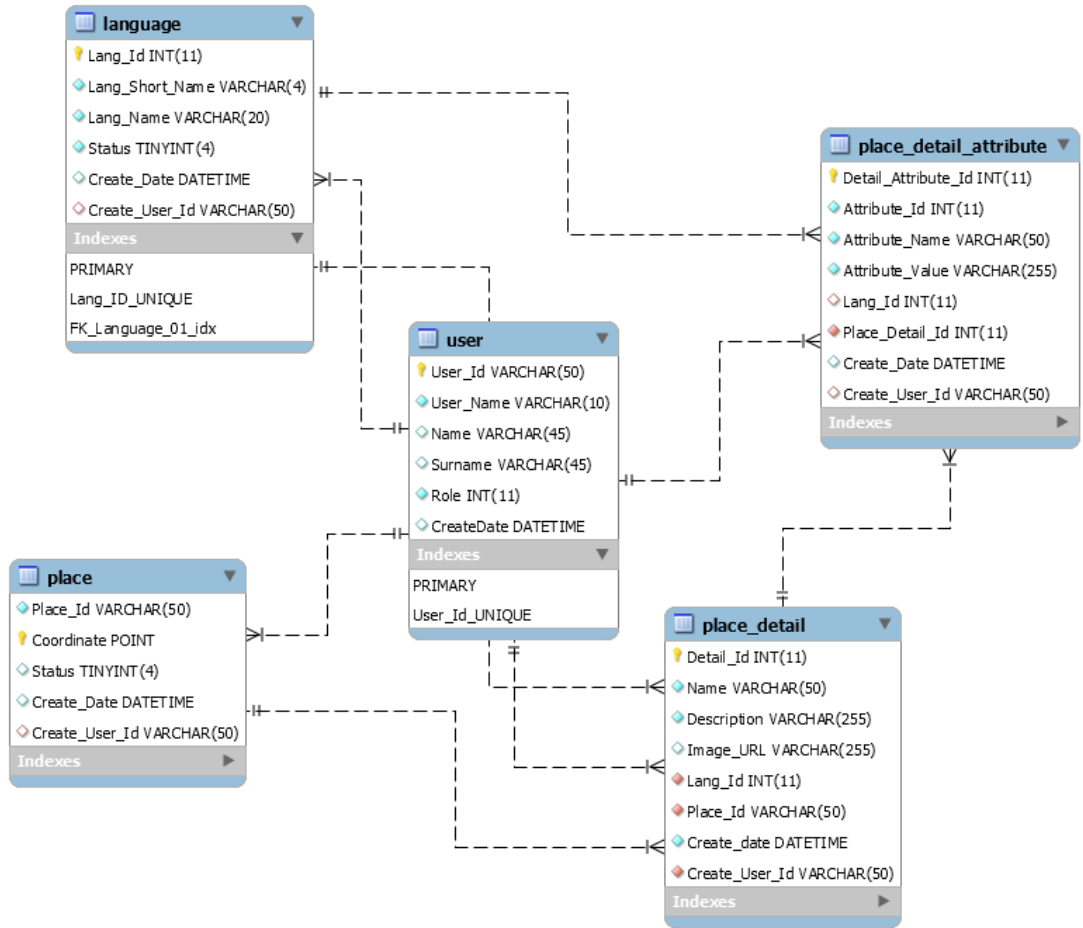 language
Lang_Id INT(11)
Lang_Short_Name VARCHAR(4)
Lang_Name VARCHAR(20)
Status TINYINT(4)
Create_Date DATETIME
Create_User_Id VARCHAR(50)
Indexes
PRIMARY
Lang_ID_UNIQUE
FK_Language_01_idx
place_detail_attribute
Detail_Attribute_Id INT(11)
Attribute_Id INT(11)
Attribute_Name VARCHAR(50)
Attribute_Value VARCHAR(255)
Lang_Id INT(11)
Place_Detail_Id INT(11)
Create_Date DATETIME
Create_User_Id VARCHAR(50)
Indexes
user
User_Id VARCHAR(50)
User_Name VARCHAR(10)
Name VARCHAR(45)
Surname VARCHAR(45)
Role INT(11)
CreateDate DATETIME
Indexes
PRIMARY
User_Id_UNIQUE
place
Place_Id VARCHAR(50)
Coordinate POINT
Status TINYINT(4)
Create_Date DATETIME
Create_User_Id VARCHAR(50)
Indexes
place_detail
Detail_Id INT(11)
Name VARCHAR(50)
Description VARCHAR(255)
Image_URL VARCHAR(255)
Lang_Id INT(11)
Place_Id VARCHAR(50)
Create_date DATETIME
Create_User_Id VARCHAR(50)
Indexes